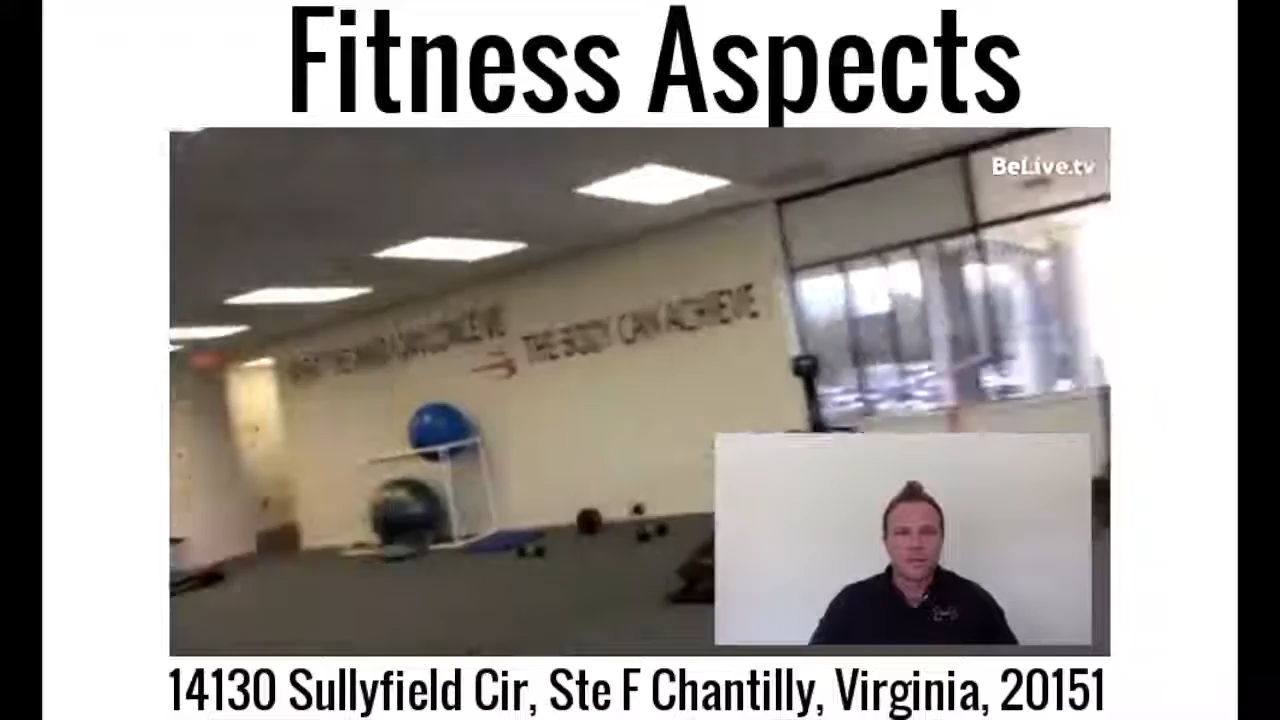 Fitness Aspects
BeLive.tv
THE BODY CAN ACHIEVE
14130 Sullyfield Cir, Ste F Chantilly, Virginia, 20151